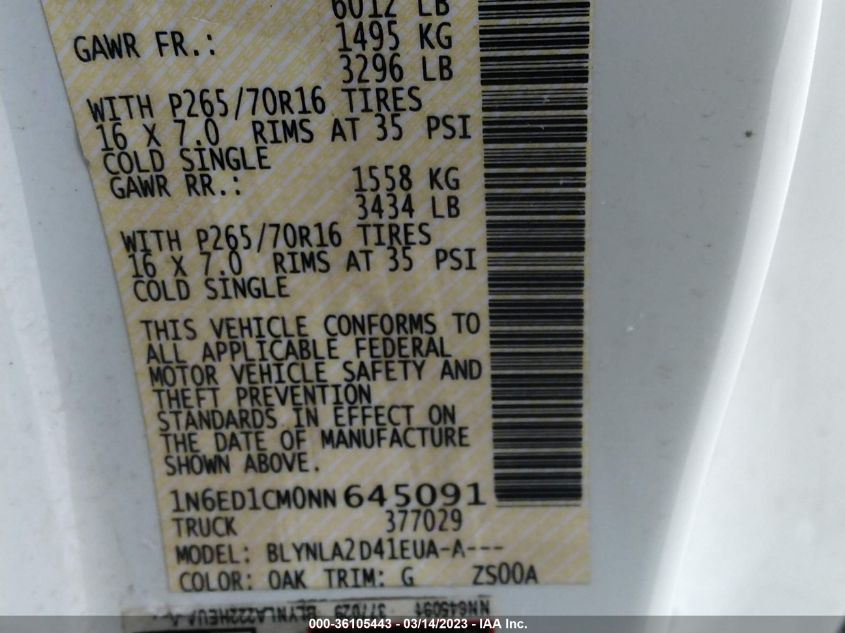 6012 LB
GAWR FR.: 1495 KG
3296 LB
WITH P265/70R16 TIRES
16 X 7.0 RIMS AT 35 PSI
COLD SINGLE
GAWR RR.: 1558 KG
3434 LB
WITH P265/70R16 TIRES
16 X 7.0 RIMS AT 35 PSI
COLD SINGLE
THIS VEHICLE CONFORMS TO
ALL APPLICABLE FEDERAL
MOTOR VEHICLE SAFETY AND
THEFT PREVENTION
STANDARDS IN EFFECT ON
THE DATE OF MANUFACTURE
SHOWN ABOVE.
1N6ED1CM0NN645091
TRUCK 377029
MODEL: BLYNLA2D41EUA-A---
COLOR: OAK TRIM: G ZS00A
NN645091 377029
000-36105443 - 03/14/2023 - IAA Inc.